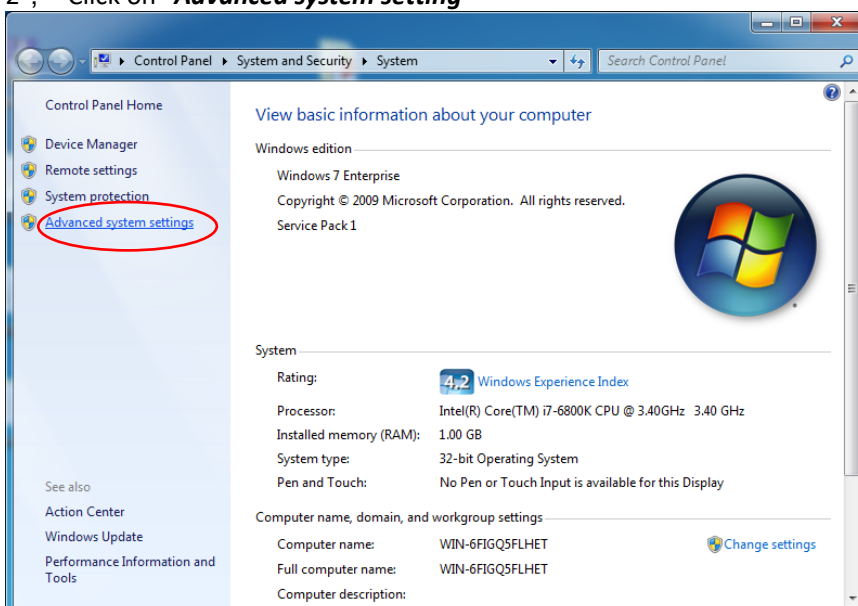 2 , Click on "Advanced system setting"
Control Panel ▸ System and Security ▸ System
Search Control Panel
Control Panel Home
Device Manager
Remote settings
System protection
Advanced system settings
See also
Action Center
Windows Update
Performance Information and
Tools
View basic information about your computer
Windows edition
Windows 7 Enterprise
Copyright © 2009 Microsoft Corporation. All rights reserved.
Service Pack 1
System
Rating:
4,2 Windows Experience Index
Processor:
Intel(R) Core(TM) i7-6800K CPU @ 3.40GHz 3.40 GHz
Installed memory (RAM):
1.00 GB
System type:
32-bit Operating System
Pen and Touch:
No Pen or Touch Input is available for this Display
Computer name, domain, and workgroup settings
Computer name:
WIN-6FIGQ5FLHET
Change settings
Full computer name:
WIN-6FIGQ5FLHET
Computer description: